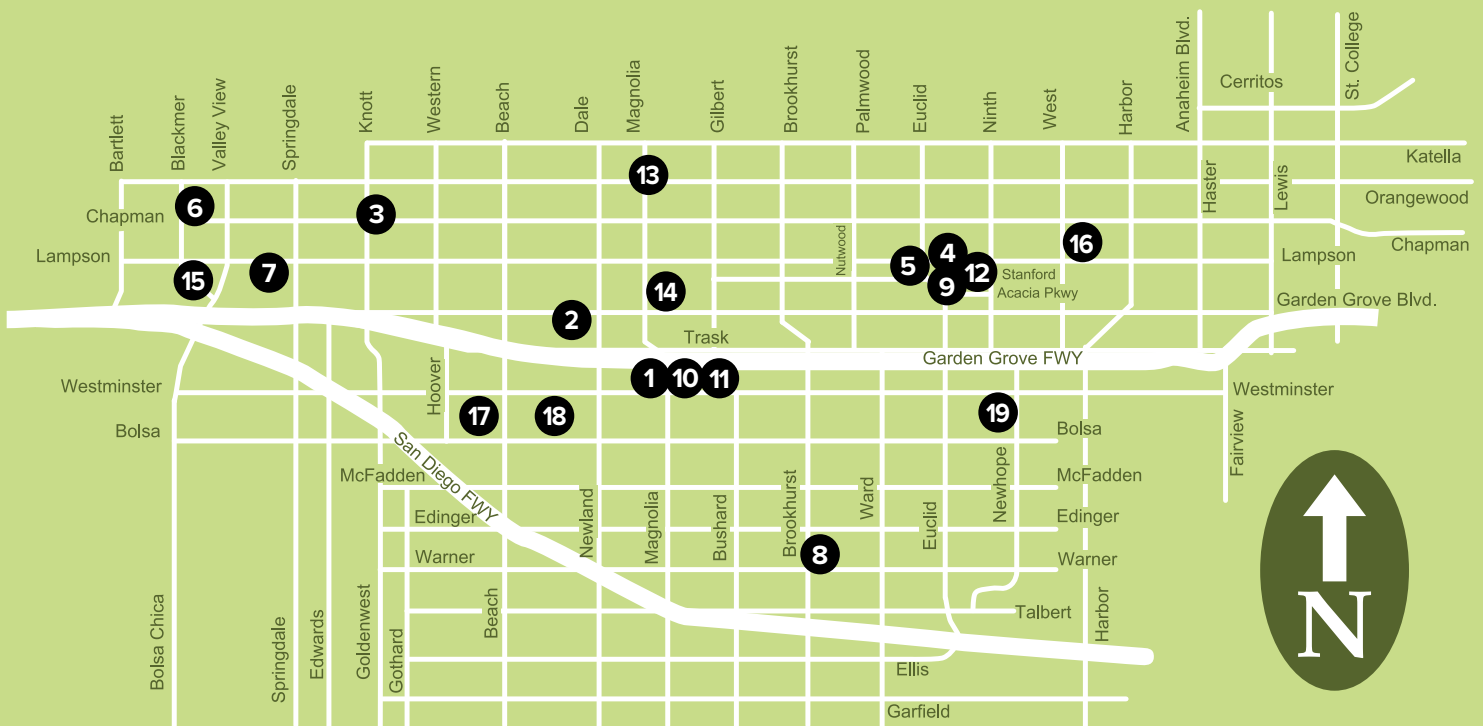 Bartlett
Blackmer
Valley View
Springdale
Knott
Western
Beach
Dale
Magnolia
Gilbert
Brookhurst
Palmwood
Euclid
Ninth
West
Harbor
Anaheim Blvd.
Cerritos
St. College
Katella
13
Haster
Lewis
Orangewood
6
3
Chapman
Nutwood
16
Chapman
Lampson
15
7
5
4
12
9
Stanford
Acacia Pkwy
Lampson
14
2
Garden Grove Blvd.
Trask
Garden Grove FWY
Westminster
Hoover
1
10
11
Westminster
17
18
19
Bolsa
Bolsa
Fairview
San Diego FWY
McFadden
McFadden
Newhope
Edinger
Newland
Magnolia
Bushard
Brookhurst
Ward
Euclid
Edinger
Warner
8
Warner
Talbert
Bolsa Chica
Springdale
Edwards
Goldenwest
Gothard
Beach
Harbor
Ellis
Garfield
N